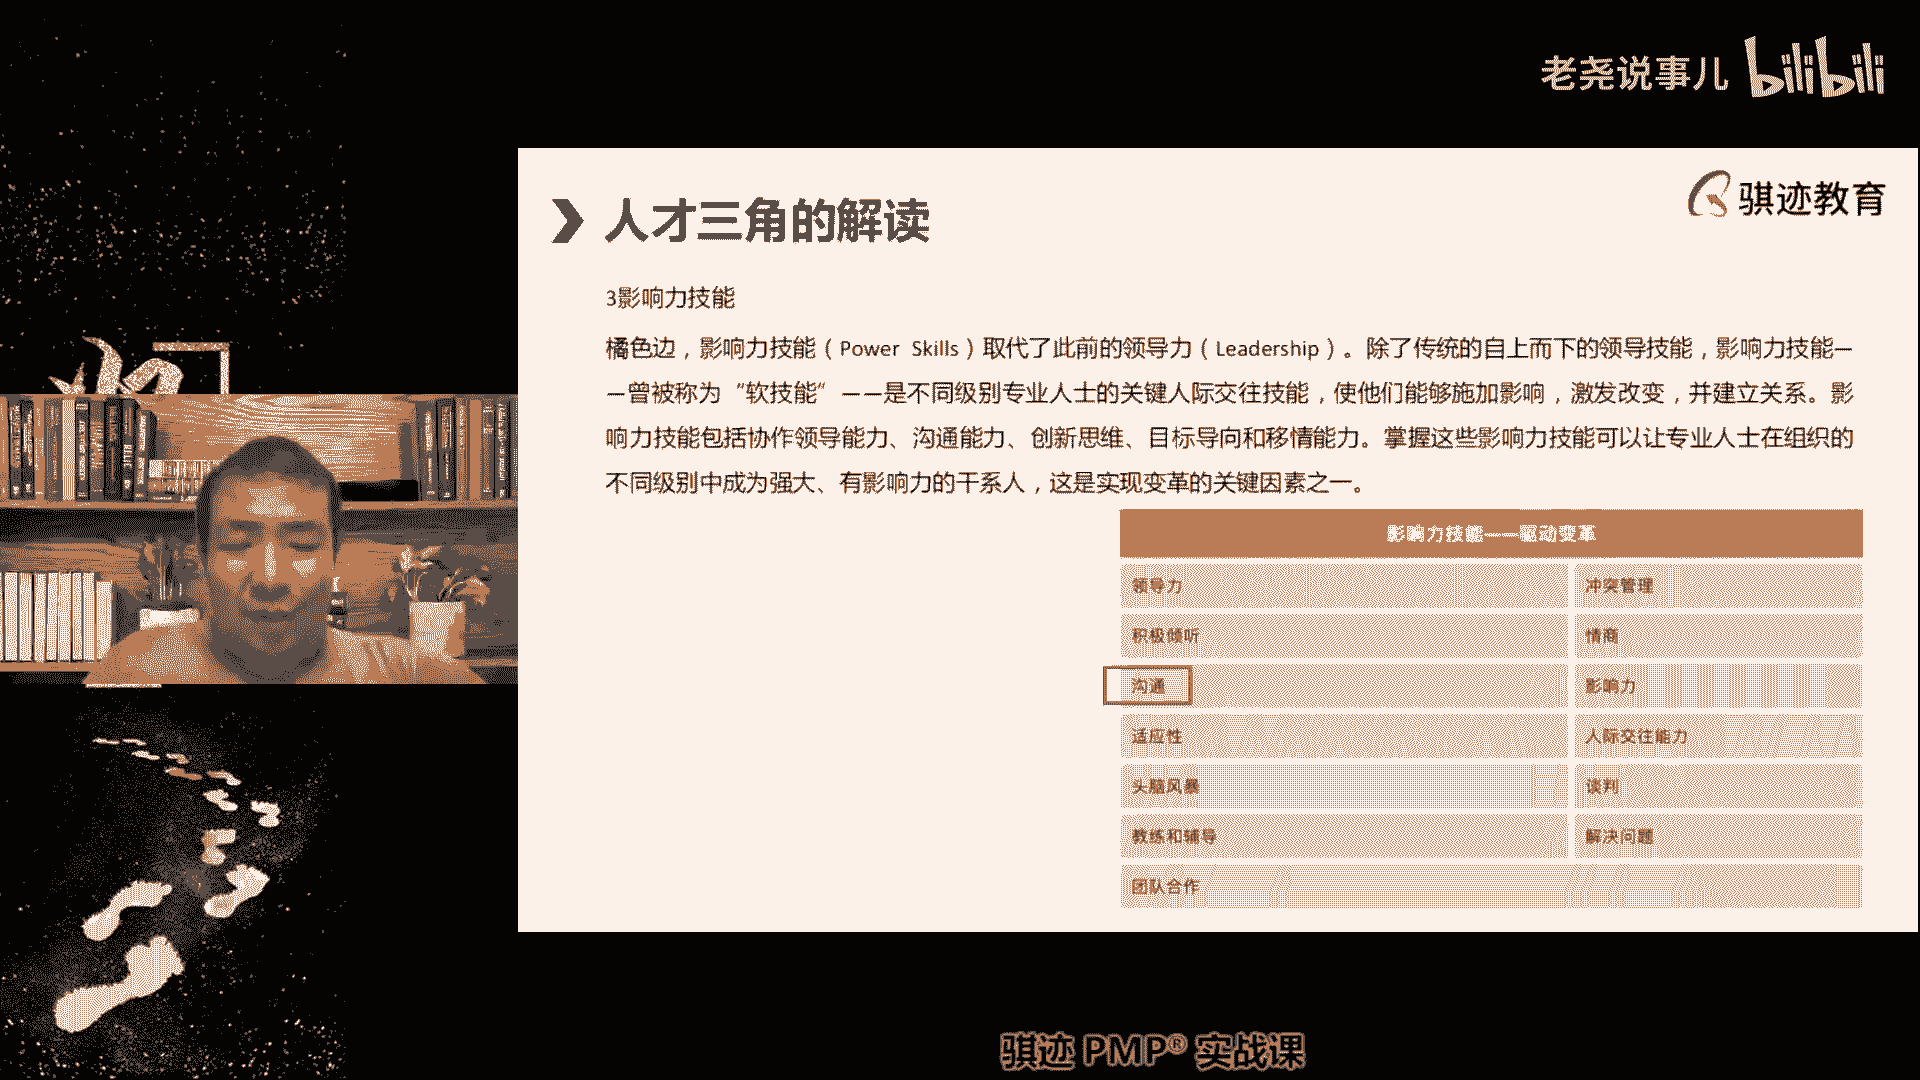 老尧说事儿 bilibili
骐迹教育
人才三角的解读
3影响力技能
橘色边，影响力技能（Power Skills）取代了此前的领导力（Leadership）。除了传统的自上而下的领导技能，影响力技能—
—曾被称为“软技能”——是不同级别专业人士的关键人际交往技能，使他们能够施加影响，激发改变，并建立关系。影
响力技能包括协作领导能力、沟通能力、创新思维、目标导向和移情能力。掌握这些影响力技能可以让专业人士在组织的
不同级别中成为强大、有影响力的干系人，这是实现变革的关键因素之一。
影响力技能——驱动变革
领导力 冲突管理
积极倾听 情商
沟通 影响力
适应性 人际交往能力
头脑风暴 谈判
教练和辅导 解决问题
团队合作
骐迹 PMP® 实战课